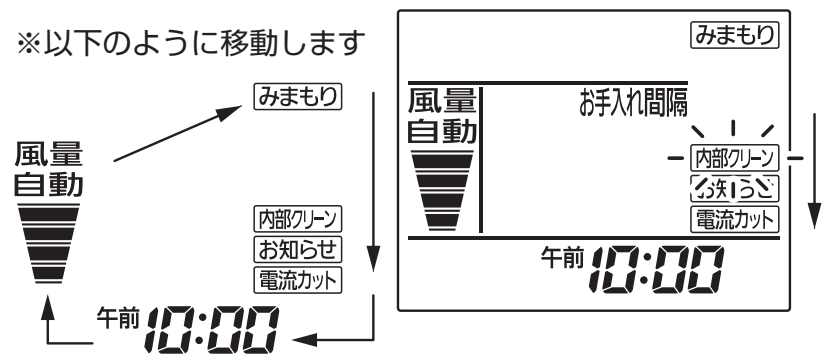 ※以下のように移動します
みまもり
風量
自動
内部クリーン
お知らせ
電流カット
午前 10:00
みまもり
風量
自動
お手入れ間隔
内部クリーン
お知らせ
電流カット
午前 10:00